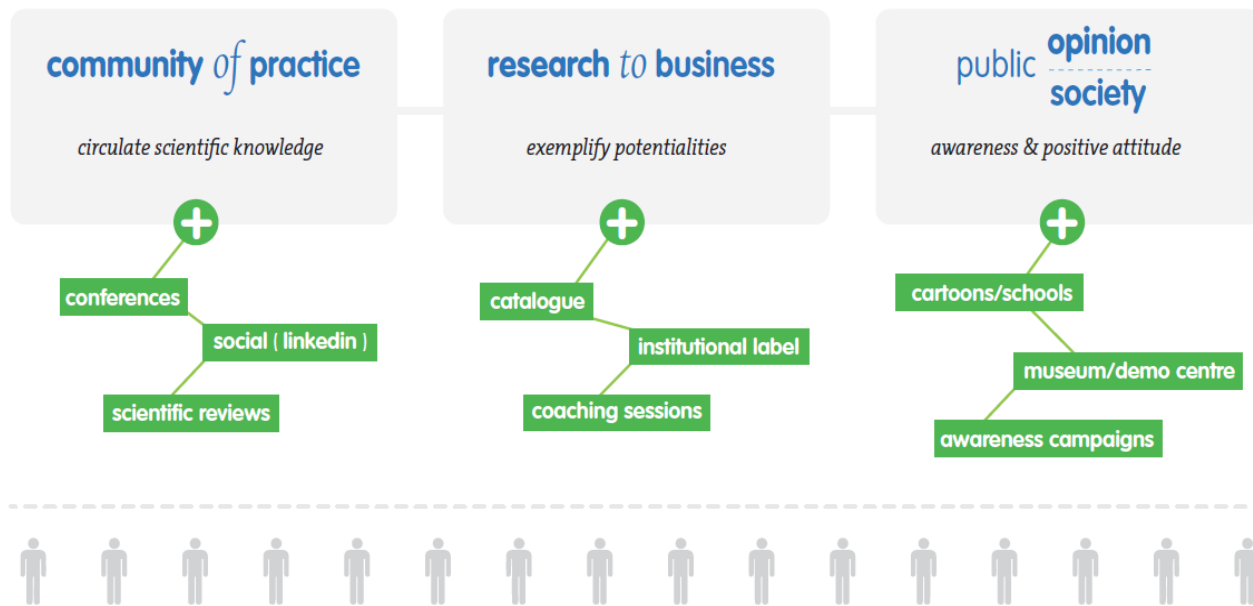 community of practice
circulate scientific knowledge
conferences
social ( linkedin )
scientific reviews
research to business
exemplify potentialities
catalogue
institutional label
coaching sessions
public opinion
society
awareness & positive attitude
cartoons/schools
museum/demo centre
awareness campaigns